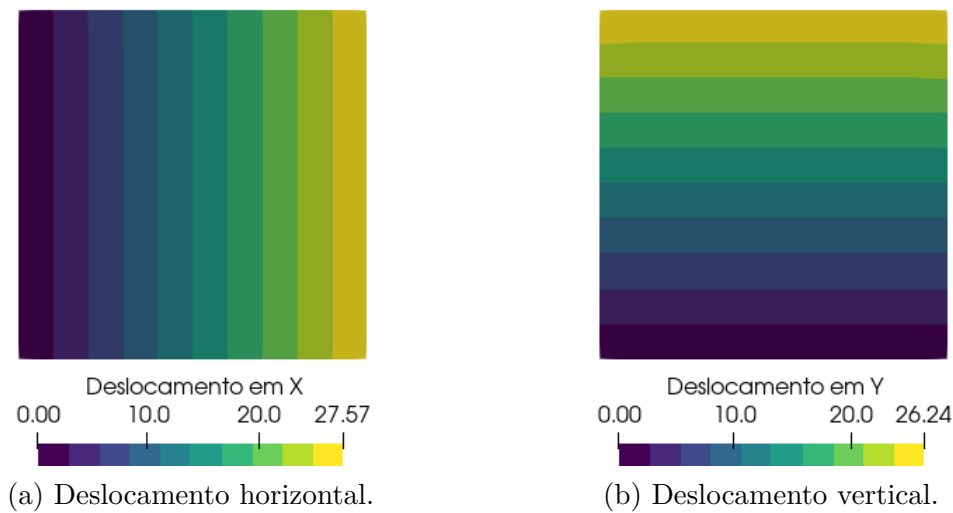 Deslocamento em X
0.00 10.0 20.0 27.57
(a) Deslocamento horizontal.
Deslocamento em Y
0.00 10.0 20.0 26.24
(b) Deslocamento vertical.